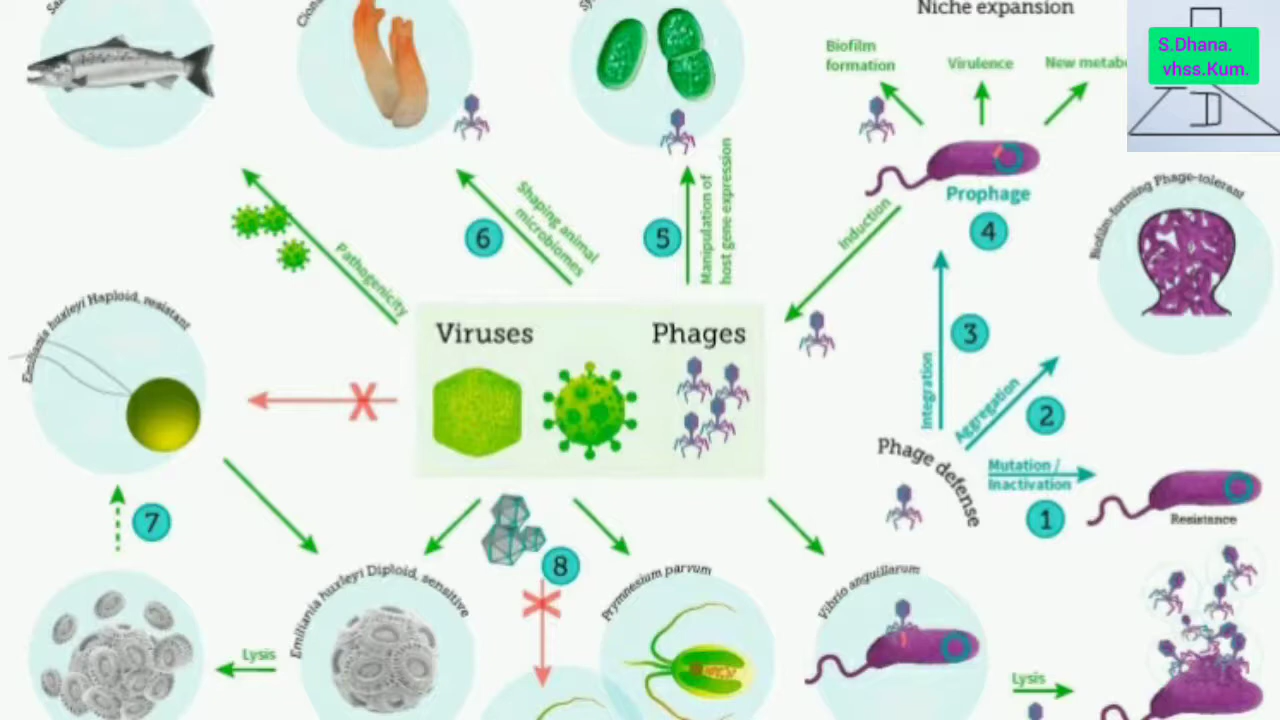 Niche expansion
S.Dhana.
vhss.Kum.
Biofilm
formation
Virulence
Prophage
4
Biofilm-forming Phage-tolerant
Induction
Manipulation of
host gene expression
5
Shaping animal
microbiomes
6
Pathogenicity
Emiliania huxleyi Haploid, resistant
Viruses
Phages
3
Integration
Aggregation
2
Phage defense
Mutation /
Inactivation
1
Resistance
7
8
Emiliania huxleyi Diploid, sensitive
Prymnesium parvum
Vibrio anguillarum
Lysis
Lysis